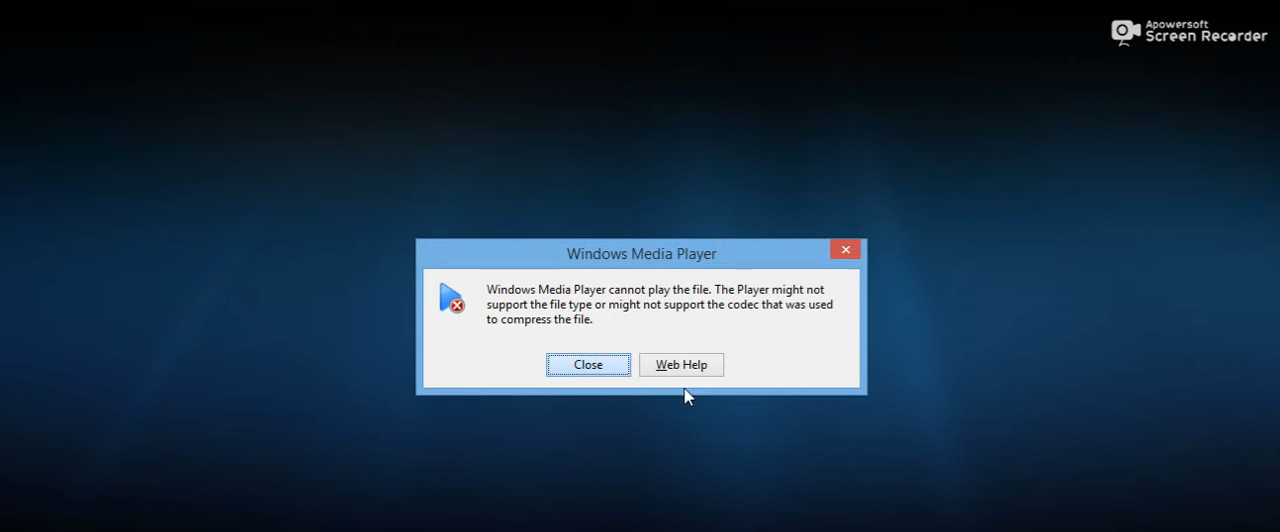 Apowersoft
Screen Recorder
Windows Media Player
Windows Media Player cannot play the file. The Player might not
support the file type or might not support the codec that was used
to compress the file.
Close
Web Help